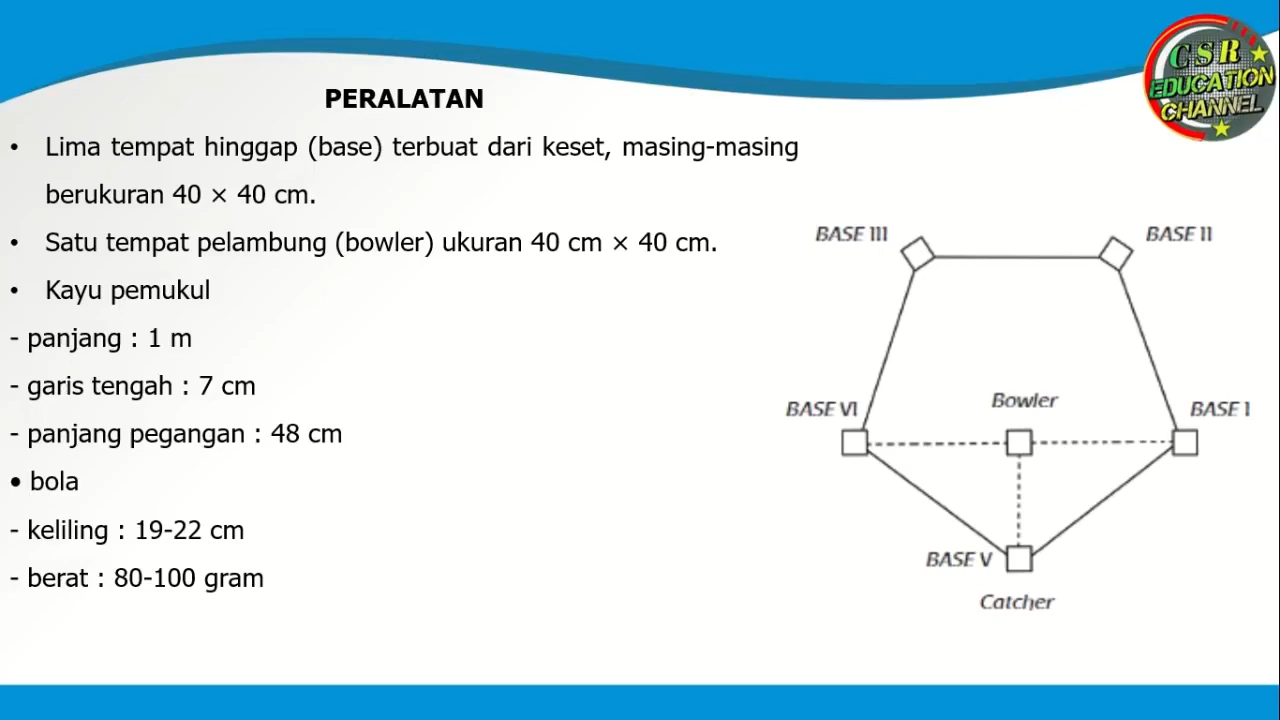 CSR
EDUCATION
CHANNEL
PERALATAN
• Lima tempat hinggap (base) terbuat dari keset, masing-masing
berukuran 40 × 40 cm.
• Satu tempat pelambung (bowler) ukuran 40 cm × 40 cm.
• Kayu pemukul
- panjang : 1 m
- garis tengah : 7 cm
- panjang pegangan : 48 cm
• bola
- keliling : 19-22 cm
- berat : 80-100 gram
BASE III
BASE II
BASE VI
Bowler
BASE I
BASE V
Catcher